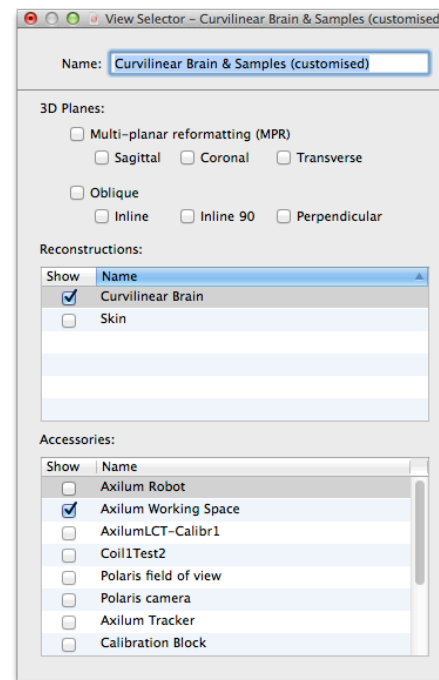 View Selector – Curvilinear Brain & Samples (customised
Name: Curvilinear Brain & Samples (customised)
3D Planes:
Multi-planar reformatting (MPR)
Sagittal Coronal Transverse
Oblique
Inline Inline 90 Perpendicular
Reconstructions:
Show Name
Curvilinear Brain
Skin
Accessories:
Show Name
Axilum Robot
Axilum Working Space
AxilumLCT-Calibr1
Coil1Test2
Polaris field of view
Polaris camera
Axilum Tracker
Calibration Block